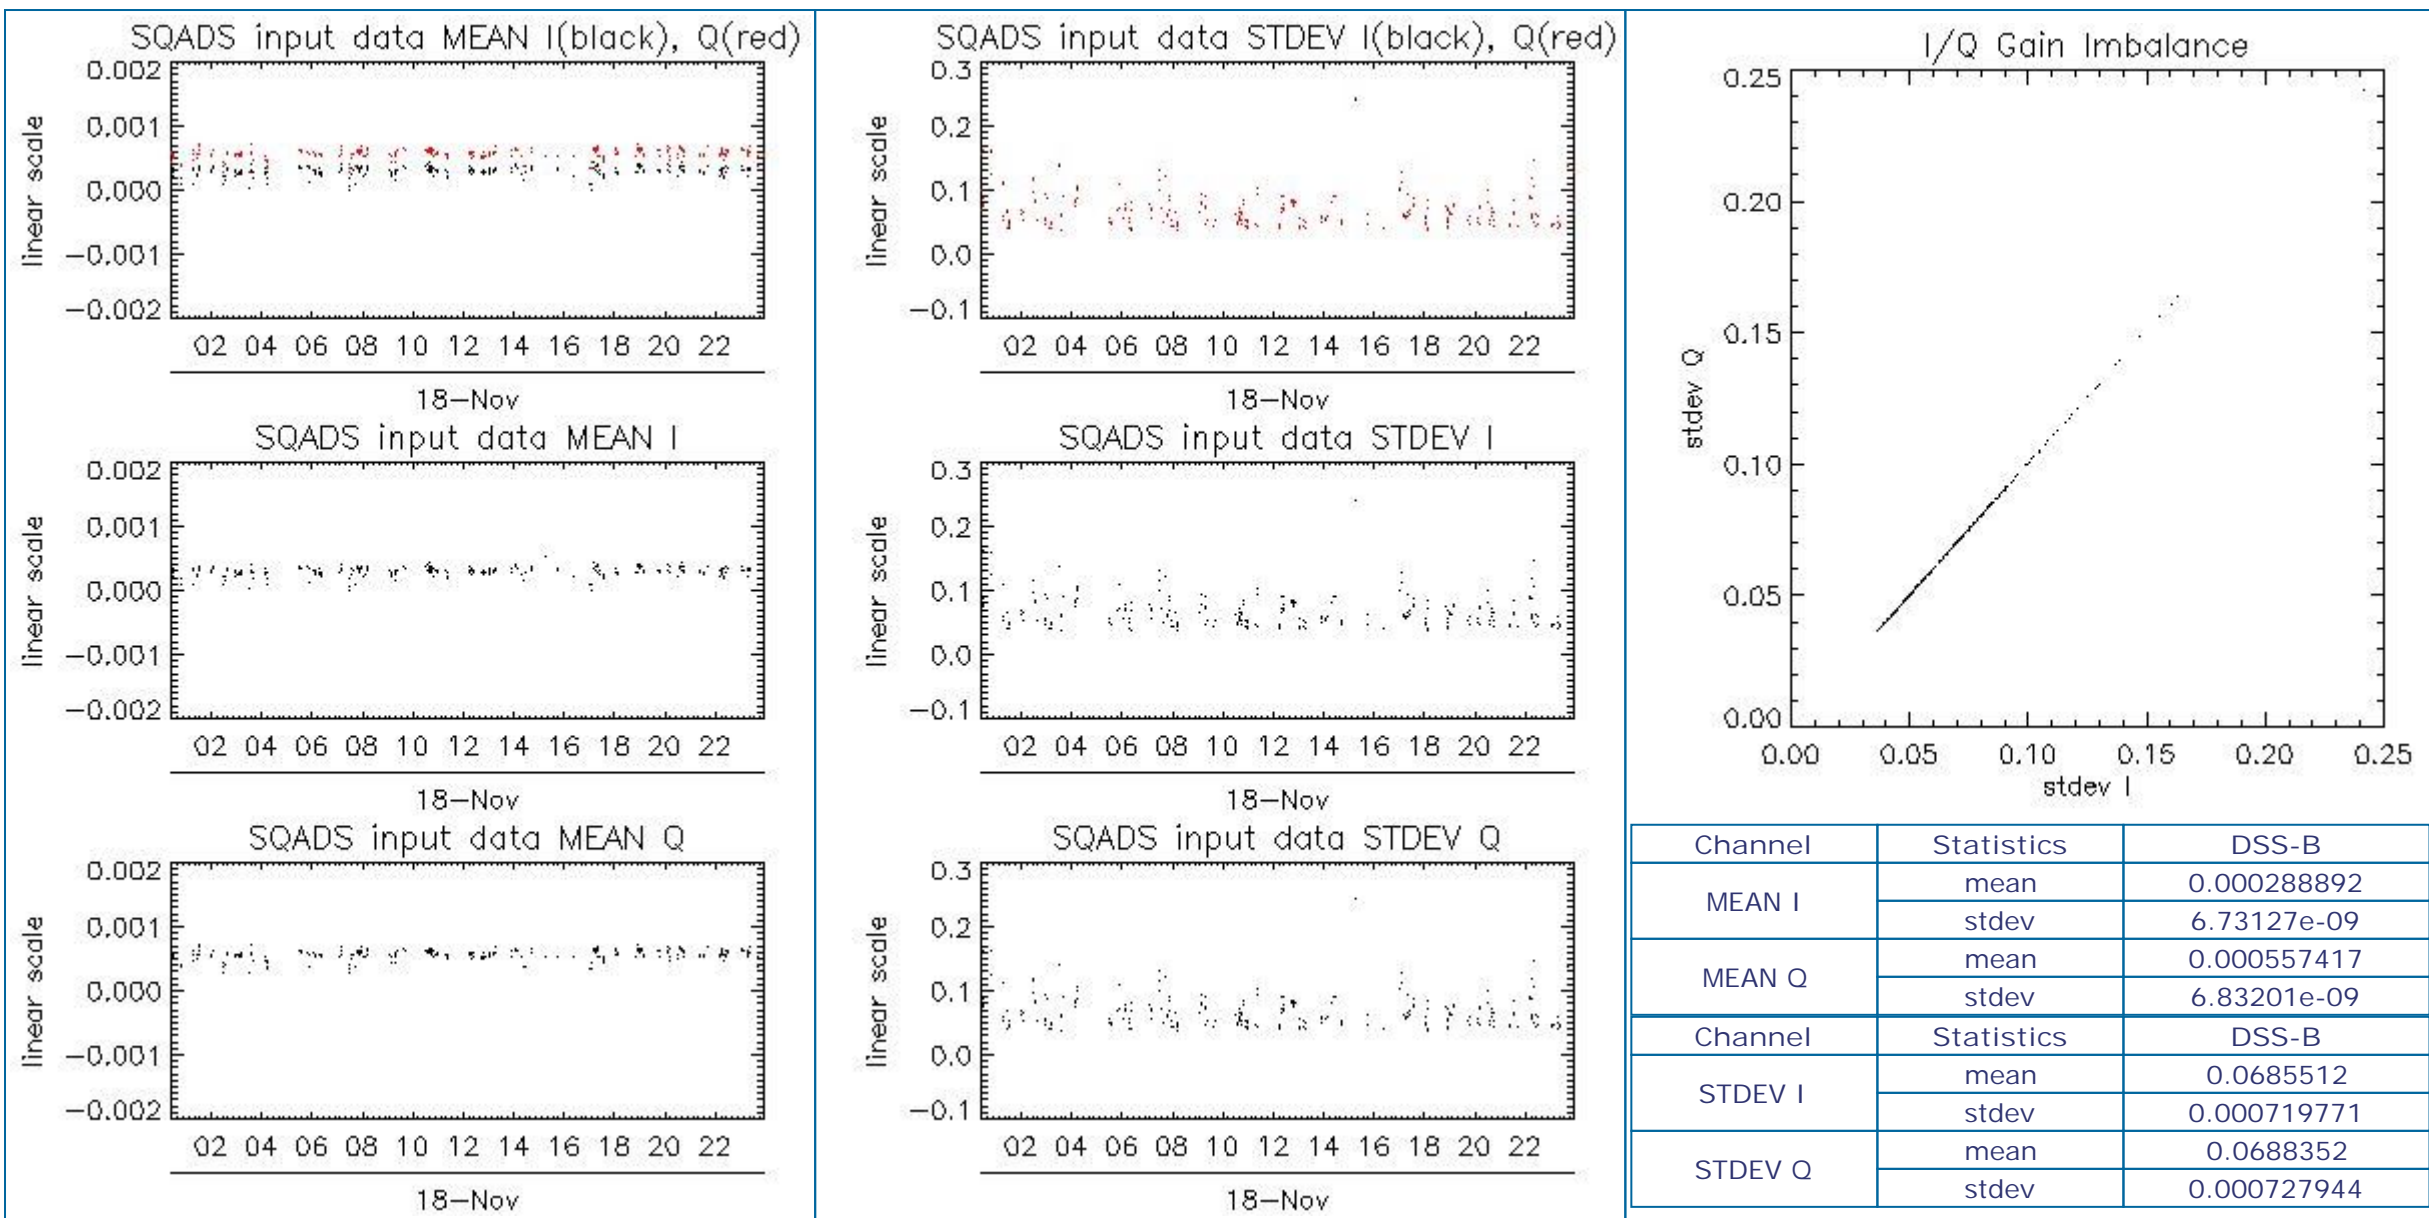 SQADS input data MEAN I(black), Q(red)
0.002
0.001
0.000
−0.001
−0.002
linear scale
02 04 06 08 10 12 14 16 18 20 22
18−Nov
SQADS input data MEAN I
0.002
0.001
0.000
−0.001
−0.002
linear scale
02 04 06 08 10 12 14 16 18 20 22
18−Nov
SQADS input data MEAN Q
0.002
0.001
0.000
−0.001
−0.002
linear scale
02 04 06 08 10 12 14 16 18 20 22
18−Nov
SQADS input data STDEV I(black), Q(red)
0.3
0.2
0.1
0.0
−0.1
linear scale
02 04 06 08 10 12 14 16 18 20 22
18−Nov
SQADS input data STDEV I
0.3
0.2
0.1
0.0
−0.1
linear scale
02 04 06 08 10 12 14 16 18 20 22
18−Nov
SQADS input data STDEV Q
0.3
0.2
0.1
0.0
−0.1
linear scale
02 04 06 08 10 12 14 16 18 20 22
18−Nov
I/Q Gain Imbalance
0.25
0.20
0.15
0.10
0.05
0.00
stdev Q
0.00 0.05 0.10 0.15 0.20 0.25
stdev I
Channel Statistics DSS-B
MEAN I mean 0.000288892
stdev 6.73127e-09
MEAN Q mean 0.000557417
stdev 6.83201e-09
Channel Statistics DSS-B
STDEV I mean 0.0685512
stdev 0.000719771
STDEV Q mean 0.0688352
stdev 0.000727944